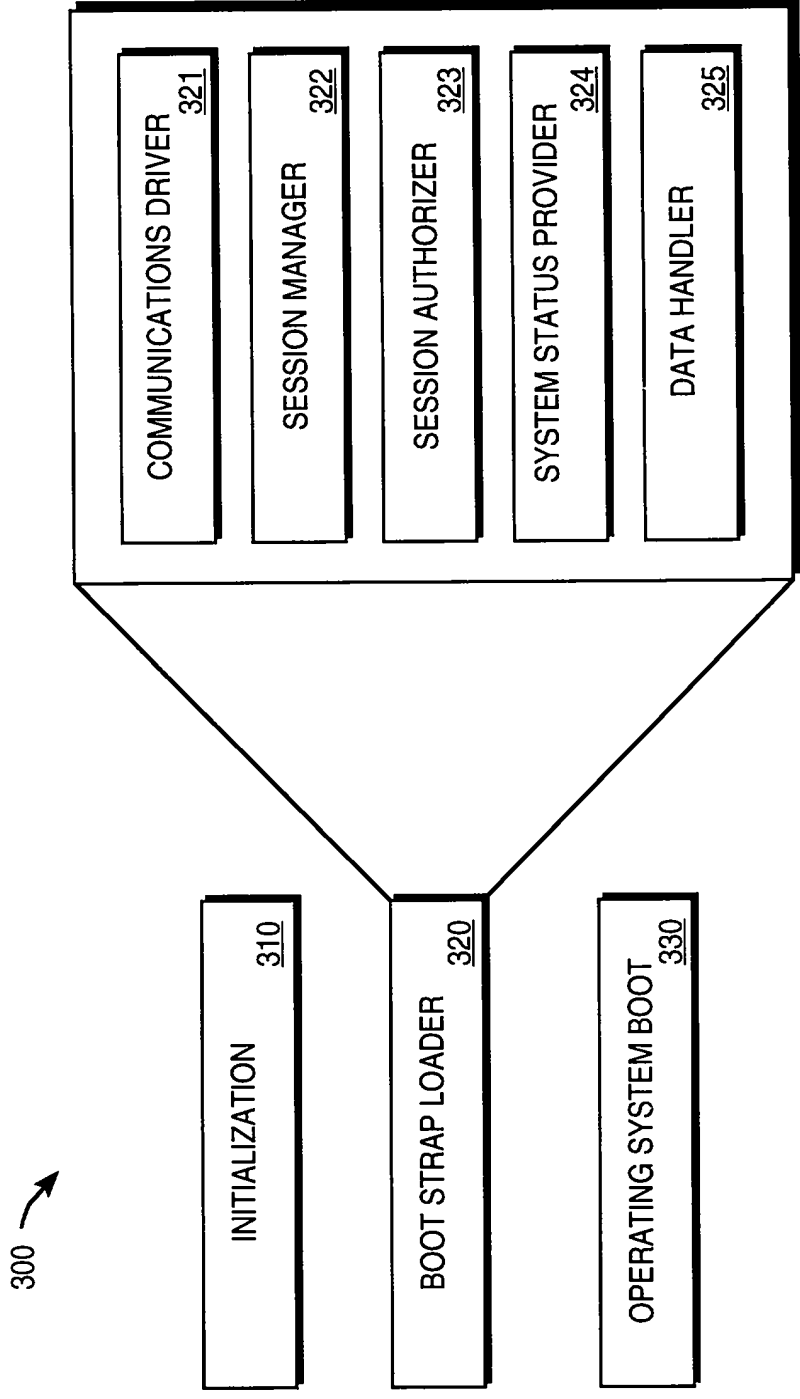 300
INITIALIZATION
310
BOOT STRAP LOADER
320
OPERATING SYSTEM BOOT
330
COMMUNICATIONS DRIVER
321
SESSION MANAGER
322
SESSION AUTHORIZER
323
SYSTEM STATUS PROVIDER
324
DATA HANDLER
325